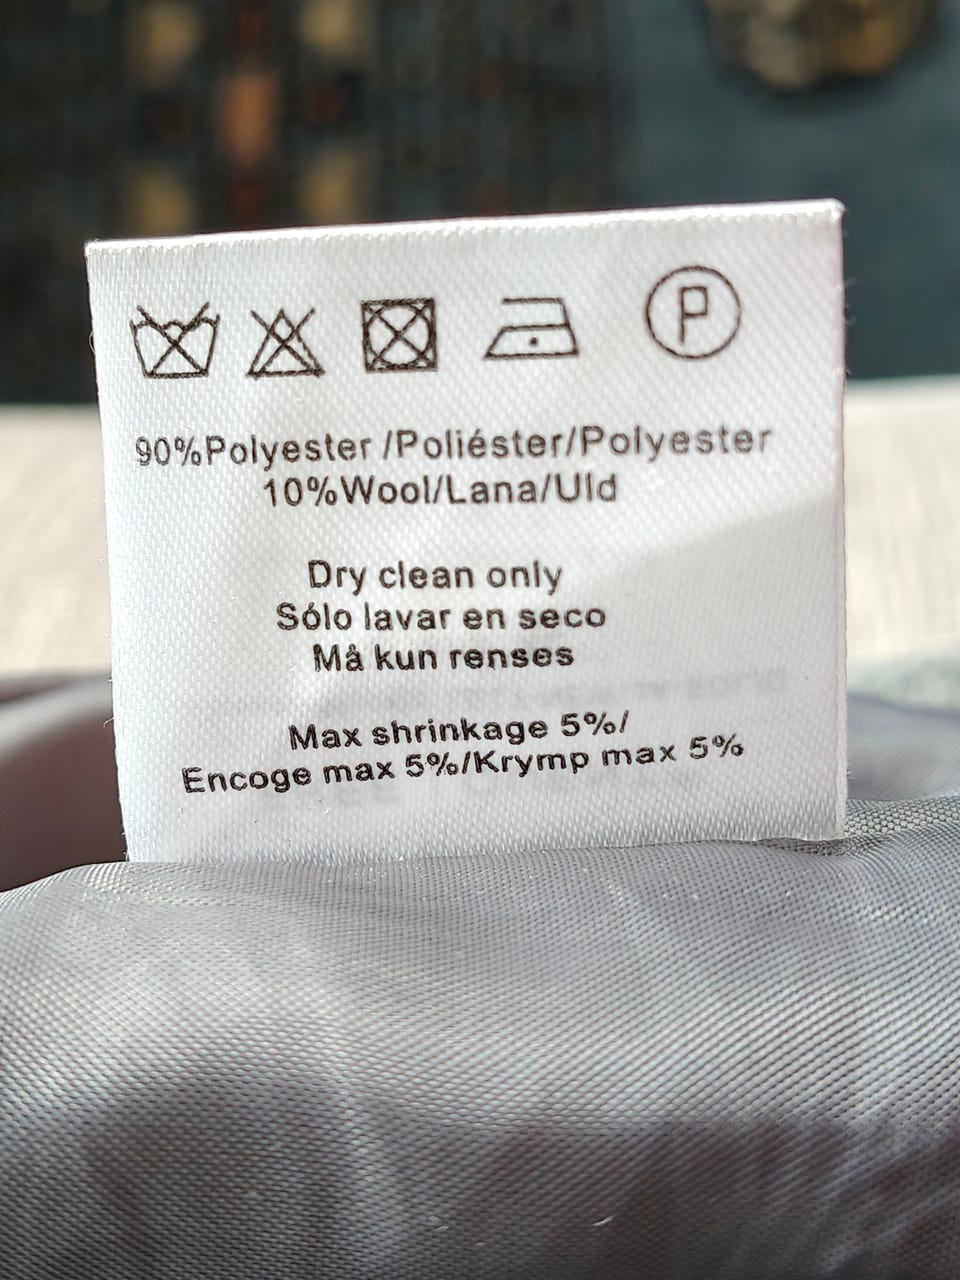 P
90%Polyester /Poliéster/Polyester
10%Wool/Lana/Uld
Dry clean only
Sólo lavar en seco
Må kun renses
Max shrinkage 5%/
Encoge max 5%/Krymp max 5%